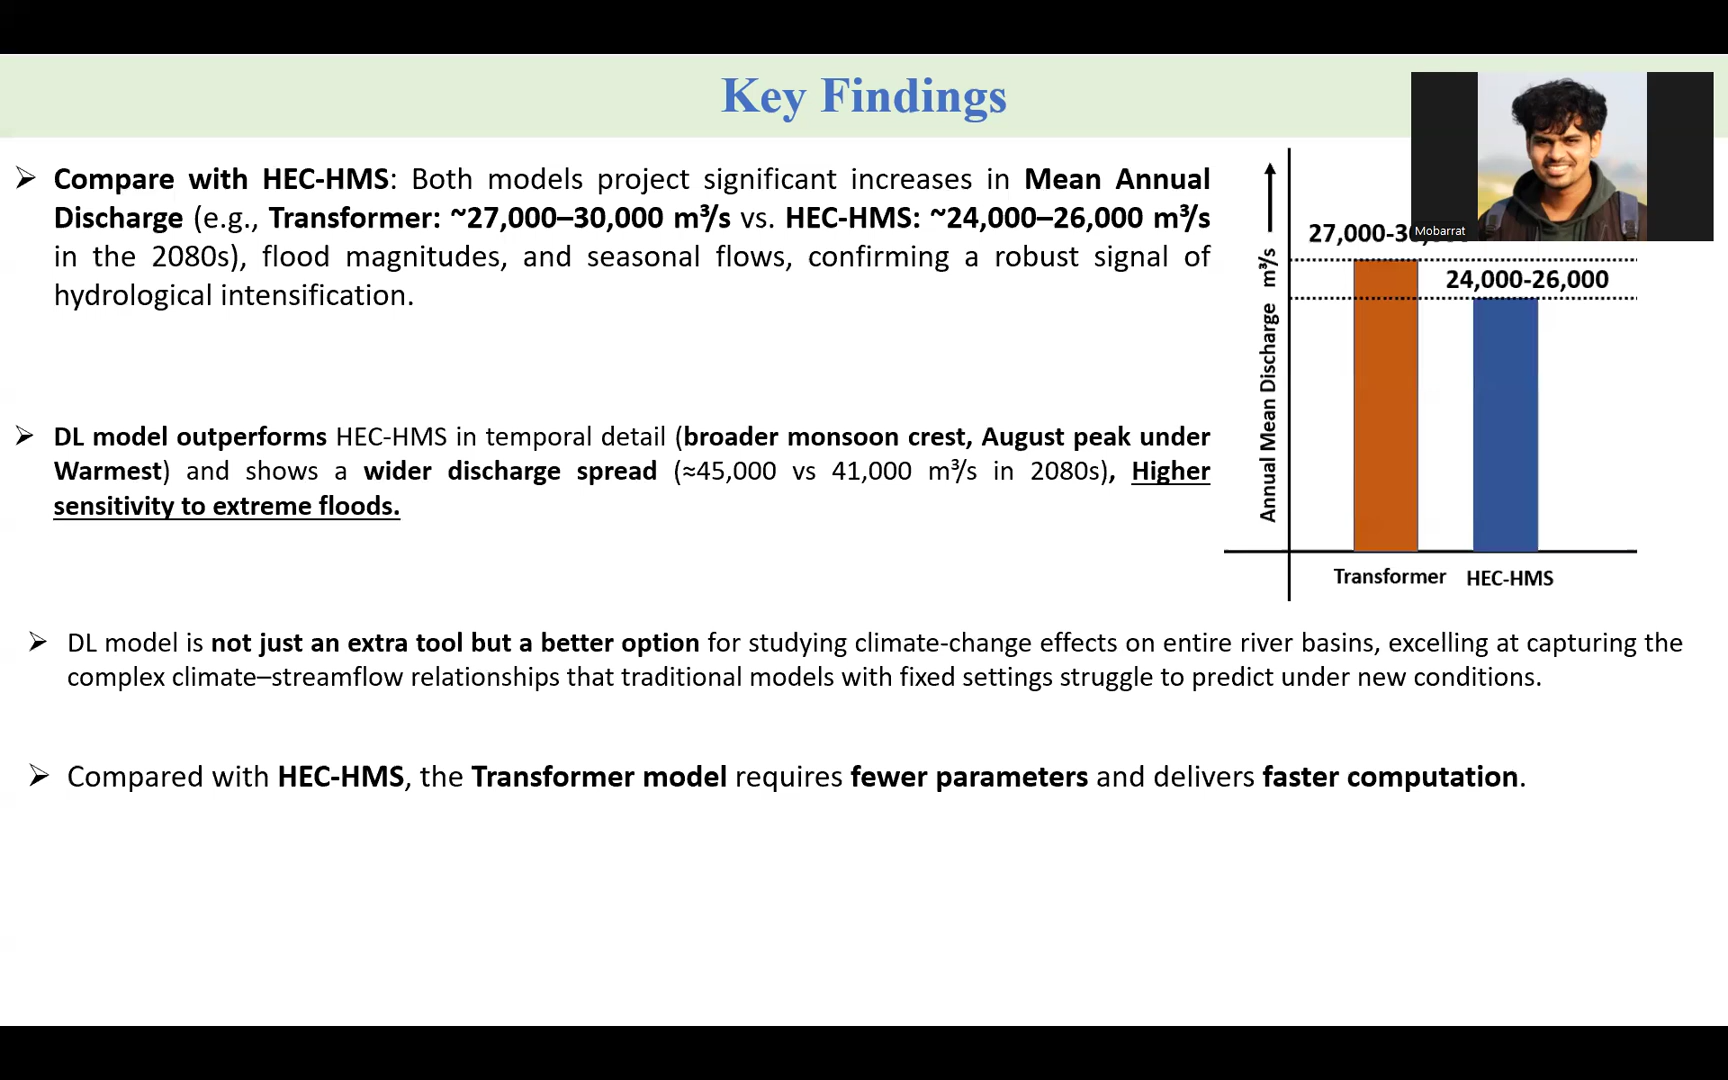 Key Findings
➢ Compare with HEC-HMS: Both models project significant increases in Mean Annual
Discharge (e.g., Transformer: ~27,000–30,000 m³/s vs. HEC-HMS: ~24,000–26,000 m³/s
in the 2080s), flood magnitudes, and seasonal flows, confirming a robust signal of
hydrological intensification.
➢ DL model outperforms HEC-HMS in temporal detail (broader monsoon crest, August peak under
Warmest) and shows a wider discharge spread (≈45,000 vs 41,000 m³/s in 2080s), Higher
sensitivity to extreme floods.
Mobarrat
27,000-3
24,000-26,000
Annual Mean Discharge m³/s
Transformer HEC-HMS
➢ DL model is not just an extra tool but a better option for studying climate-change effects on entire river basins, excelling at capturing the
complex climate–streamflow relationships that traditional models with fixed settings struggle to predict under new conditions.
➢ Compared with HEC-HMS, the Transformer model requires fewer parameters and delivers faster computation.